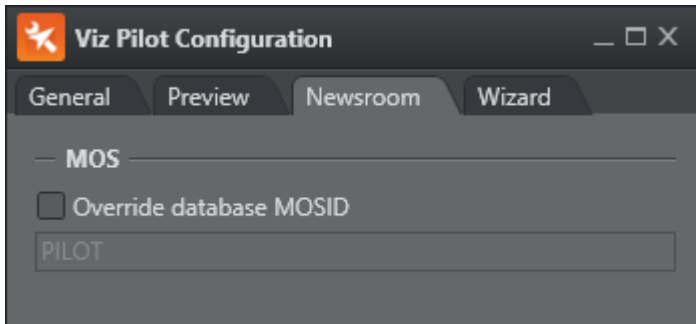 Viz Pilot Configuration
General Preview Newsroom Wizard
MOS
Override database MOSID
PILOT